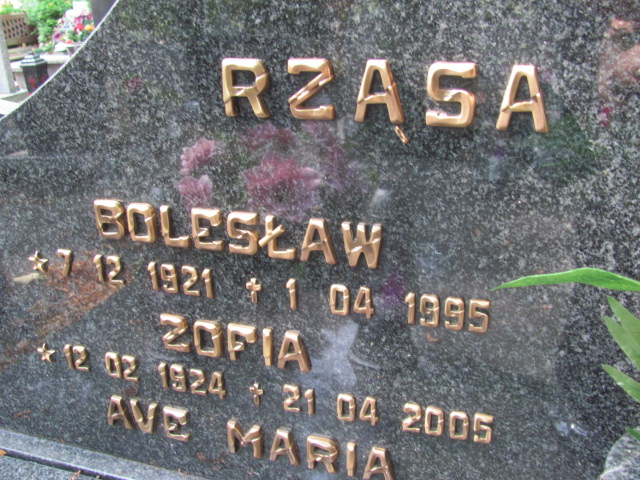 RZĄSA
BOLESŁAW
* 7 12 1921 + 1 04 1995
ZOFIA
* 12 02 1924 + 21 04 2005
AVE MARIA